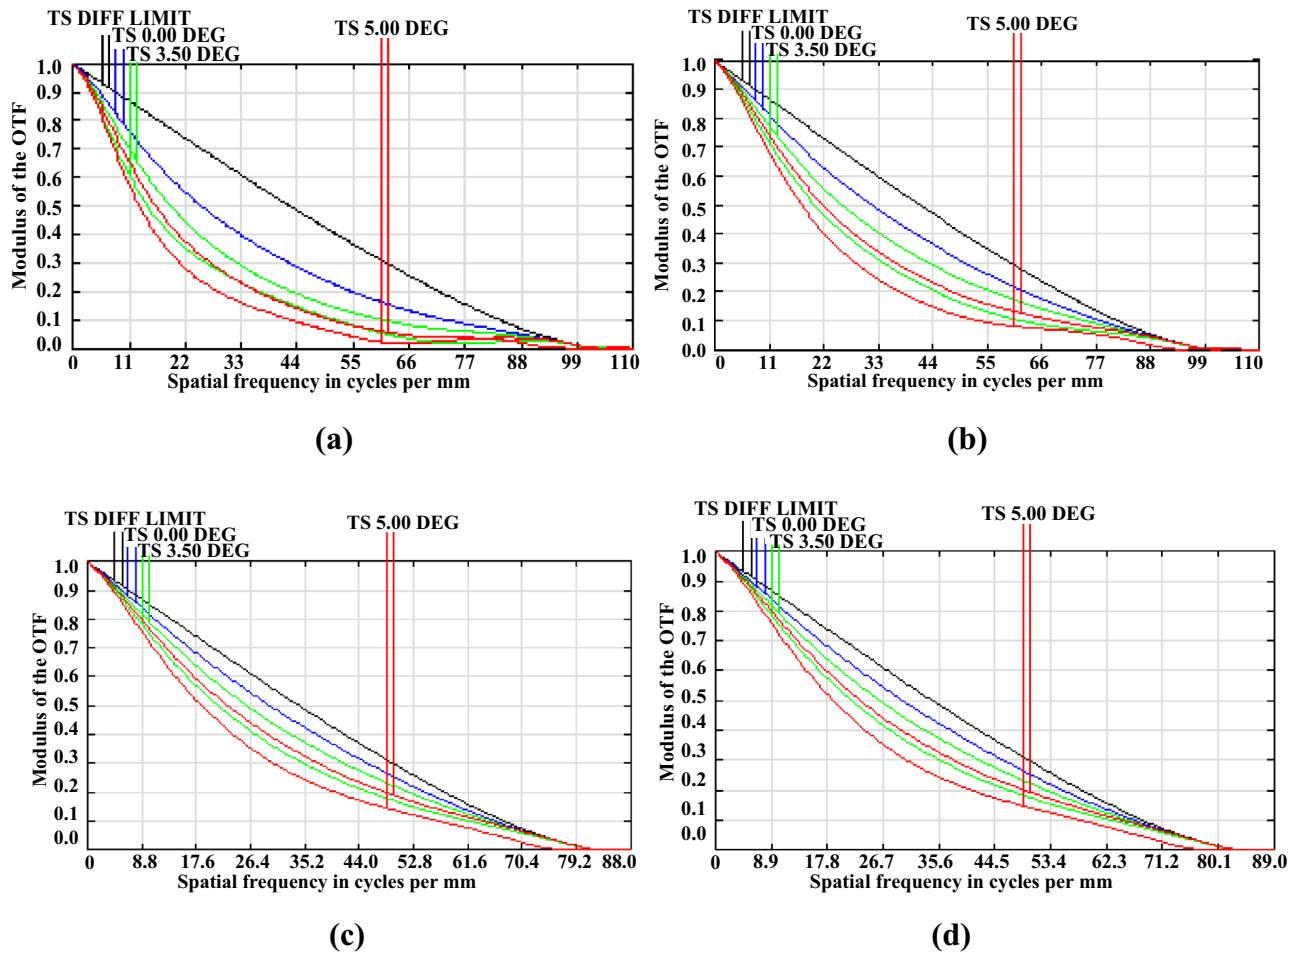 TS DIFF LIMIT
TS 0.00 DEG
TS 3.50 DEG
TS 5.00 DEG
Modulus of the OTF
1.0
0.9
0.8
0.7
0.6
0.5
0.4
0.3
0.2
0.1
0.0
0 11 22 33 44 55 66 77 88 99 110
Spatial frequency in cycles per mm
(a)
TS DIFF LIMIT
TS 0.00 DEG
TS 3.50 DEG
TS 5.00 DEG
Modulus of the OTF
1.0
0.9
0.8
0.7
0.6
0.5
0.4
0.3
0.2
0.1
0.0
0 11 22 33 44 55 66 77 88 99 110
Spatial frequency in cycles per mm
(b)
TS DIFF LIMIT
TS 0.00 DEG
TS 3.50 DEG
TS 5.00 DEG
Modulus of the OTF
1.0
0.9
0.8
0.7
0.6
0.5
0.4
0.3
0.2
0.1
0.0
0 8.8 17.6 26.4 35.2 44.0 52.8 61.6 70.4 79.2 88.0
Spatial frequency in cycles per mm
(c)
TS DIFF LIMIT
TS 0.00 DEG
TS 3.50 DEG
TS 5.00 DEG
Modulus of the OTF
1.0
0.9
0.8
0.7
0.6
0.5
0.4
0.3
0.2
0.1
0.0
0 8.9 17.8 26.7 35.6 44.5 53.4 62.3 71.2 80.1 89.0
Spatial frequency in cycles per mm
(d)